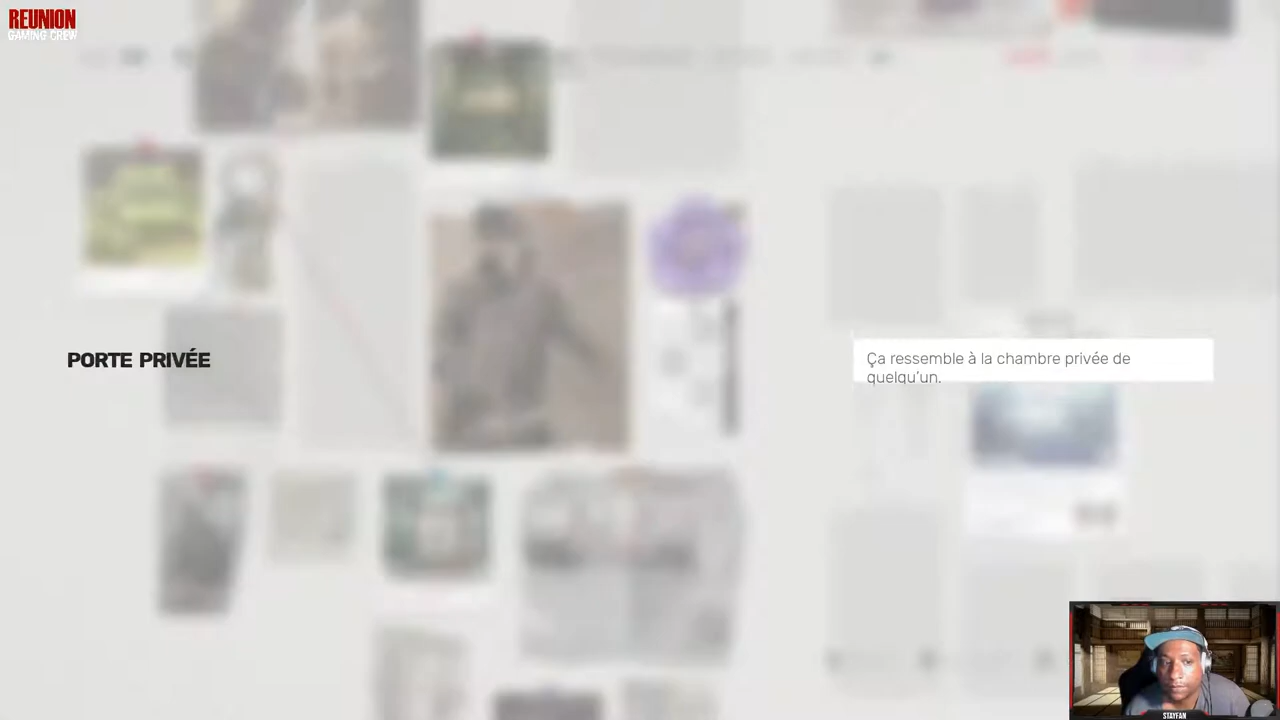 REUNION
GAMING CREW
PORTE PRIVÉE
Ça ressemble à la chambre privée de
quelqu'un.
STAYFAN